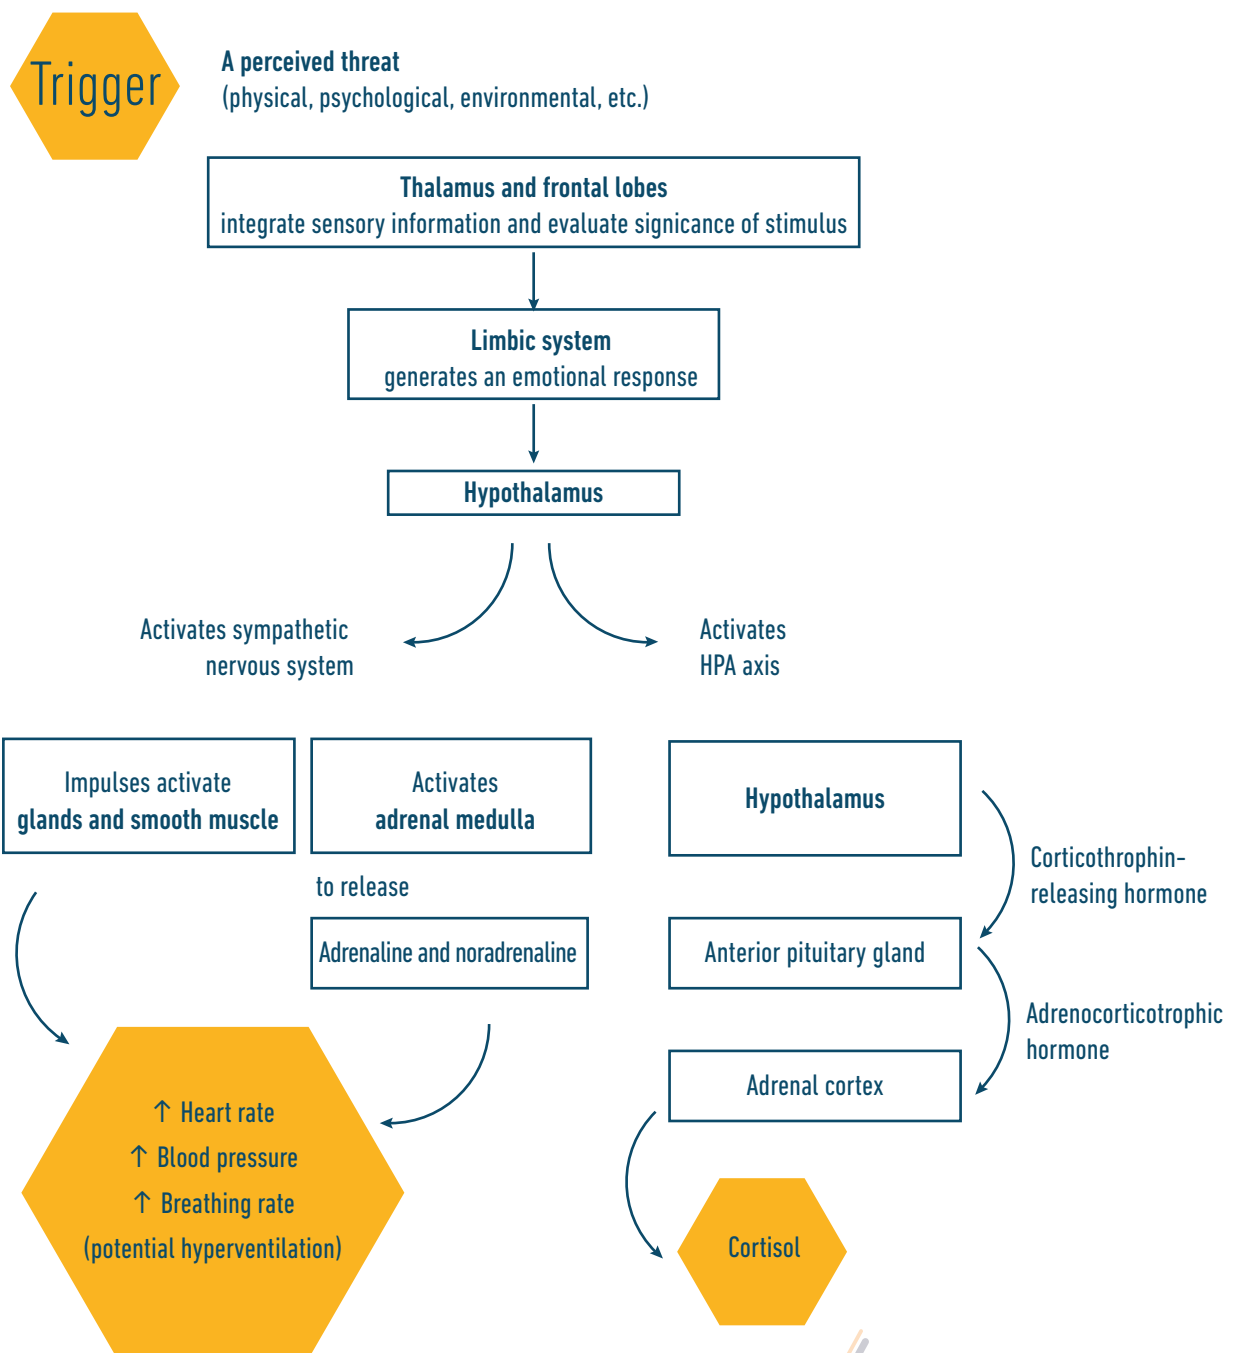 Trigger
A perceived threat
(physical, psychological, environmental, etc.)
Thalamus and frontal lobes
integrate sensory information and evaluate signicance of stimulus
Limbic system
generates an emotional response
Hypothalamus
Activates sympathetic
nervous system
Activates
HPA axis
Impulses activate
glands and smooth muscle
Activates
adrenal medulla
to release
Adrenaline and noradrenaline
↑ Heart rate
↑ Blood pressure
↑ Breathing rate
(potential hyperventilation)
Hypothalamus
Corticothrophin-
releasing hormone
Anterior pituitary gland
Adrenocorticotrophic
hormone
Adrenal cortex
Cortisol